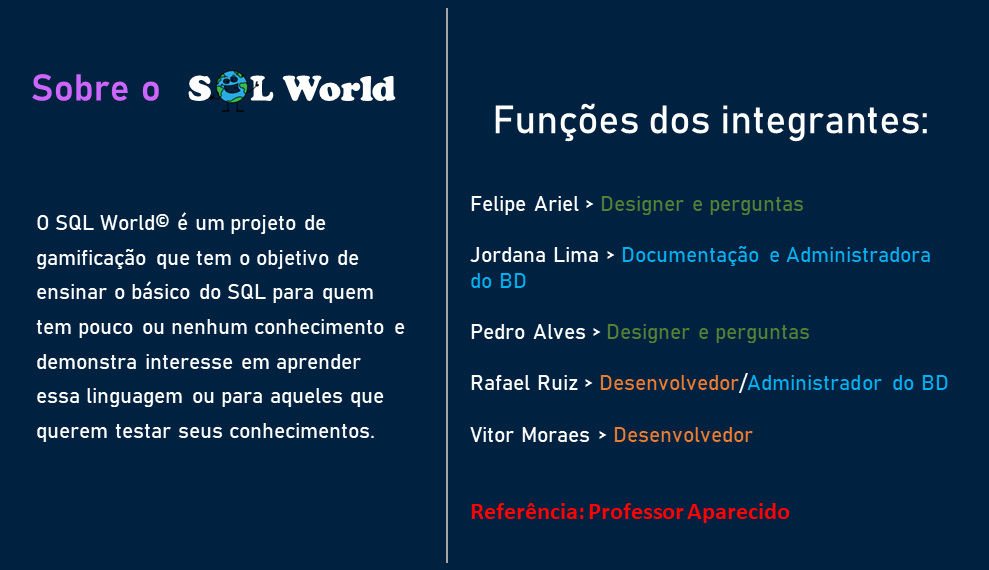 Sobre o SQL World
O SQL World© é um projeto de
gamificação que tem o objetivo de
ensinar o básico do SQL para quem
tem pouco ou nenhum conhecimento e
demonstra interesse em aprender
essa linguagem ou para aqueles que
querem testar seus conhecimentos.
Funções dos integrantes:
Felipe Ariel > Designer e perguntas
Jordana Lima > Documentação e Administradora
do BD
Pedro Alves > Designer e perguntas
Rafael Ruiz > Desenvolvedor/Administrador do BD
Vitor Moraes > Desenvolvedor
Referência: Professor Aparecido